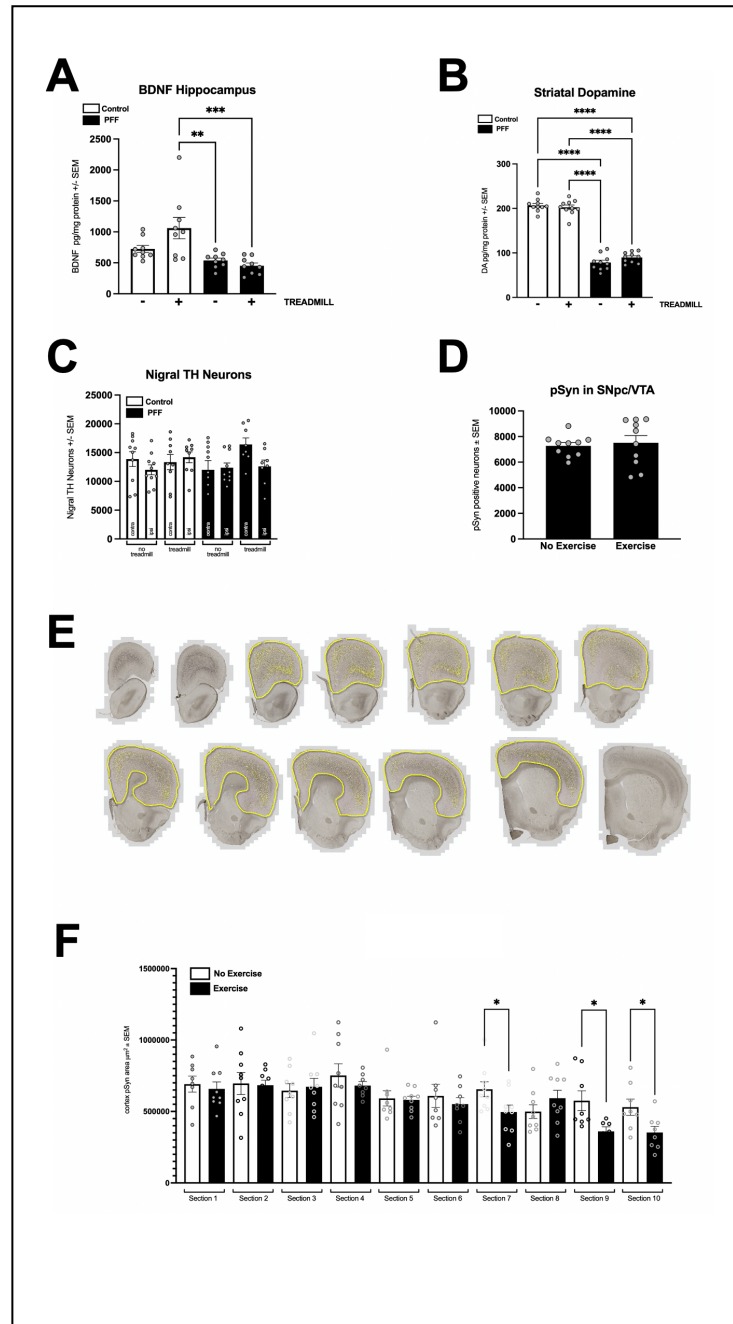 A
BDNF Hippocampus
Control
PFF
***
**
BDNF pg/mg protein +/- SEM
2500
2000
1500
1000
500
0
- + - + TREADMILL
B
Striatal Dopamine
Control
PFF
****
****
****
****
DA pg/mg protein +/- SEM
300
200
100
0
- + - + TREADMILL
C
Nigral TH Neurons
Control
PFF
Nigral TH Neurons +/- SEM
25000
20000
15000
10000
5000
0
contra ipsi contra ipsi contra ipsi contra ipsi
no treadmill treadmill no treadmill treadmill
D
pSyn in SNpc/VTA
pSyn positive neurons ± SEM
10000
8000
6000
4000
2000
0
No Exercise Exercise
E
F
No Exercise
Exercise
cortex pSyn area µm² ± SEM
1500000
1000000
500000
0
* * *
Section 1 Section 2 Section 3 Section 4 Section 5 Section 6 Section 7 Section 8 Section 9 Section 10